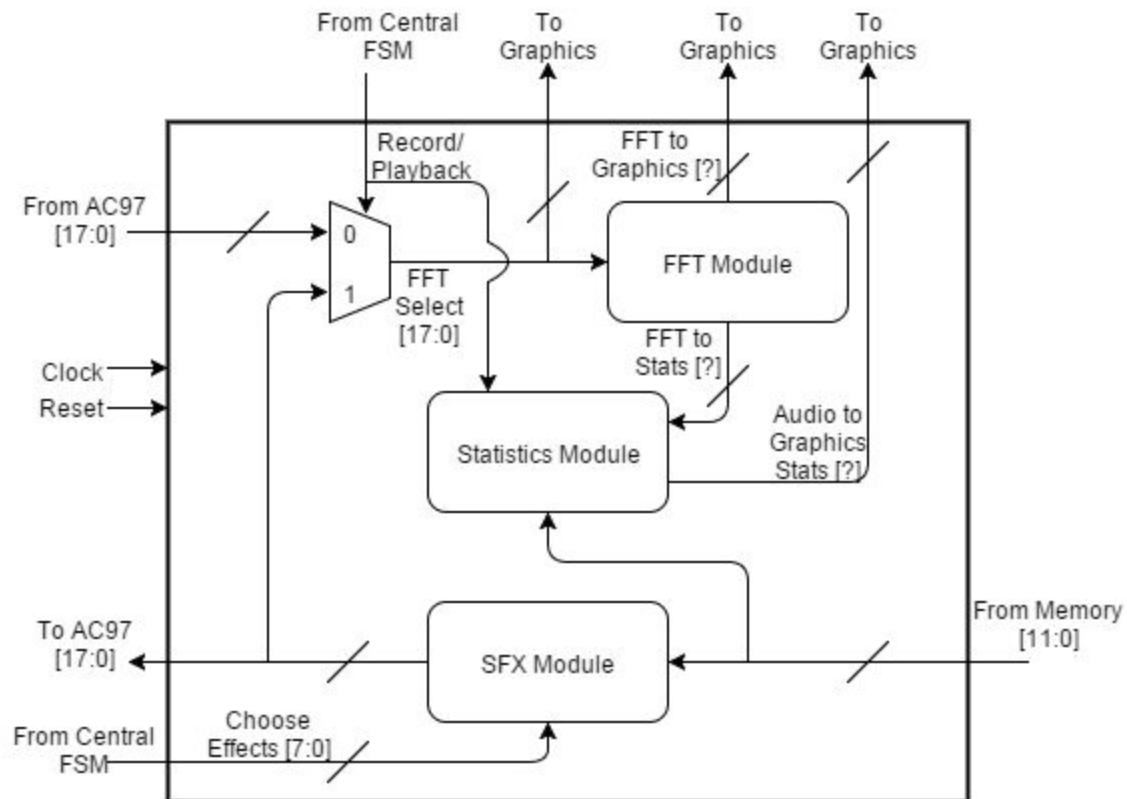 From Central
FSM
To
Graphics
To
Graphics
To
Graphics
Record/
Playback
FFT to
Graphics [?]
From AC97
[17:0]
0
1
FFT
Select
[17:0]
FFT Module
FFT to
Stats [?]
Clock
Reset
Statistics Module
Audio to
Graphics
Stats [?]
To AC97
[17:0]
SFX Module
From Memory
[11:0]
From Central
FSM
Choose
Effects [7:0]